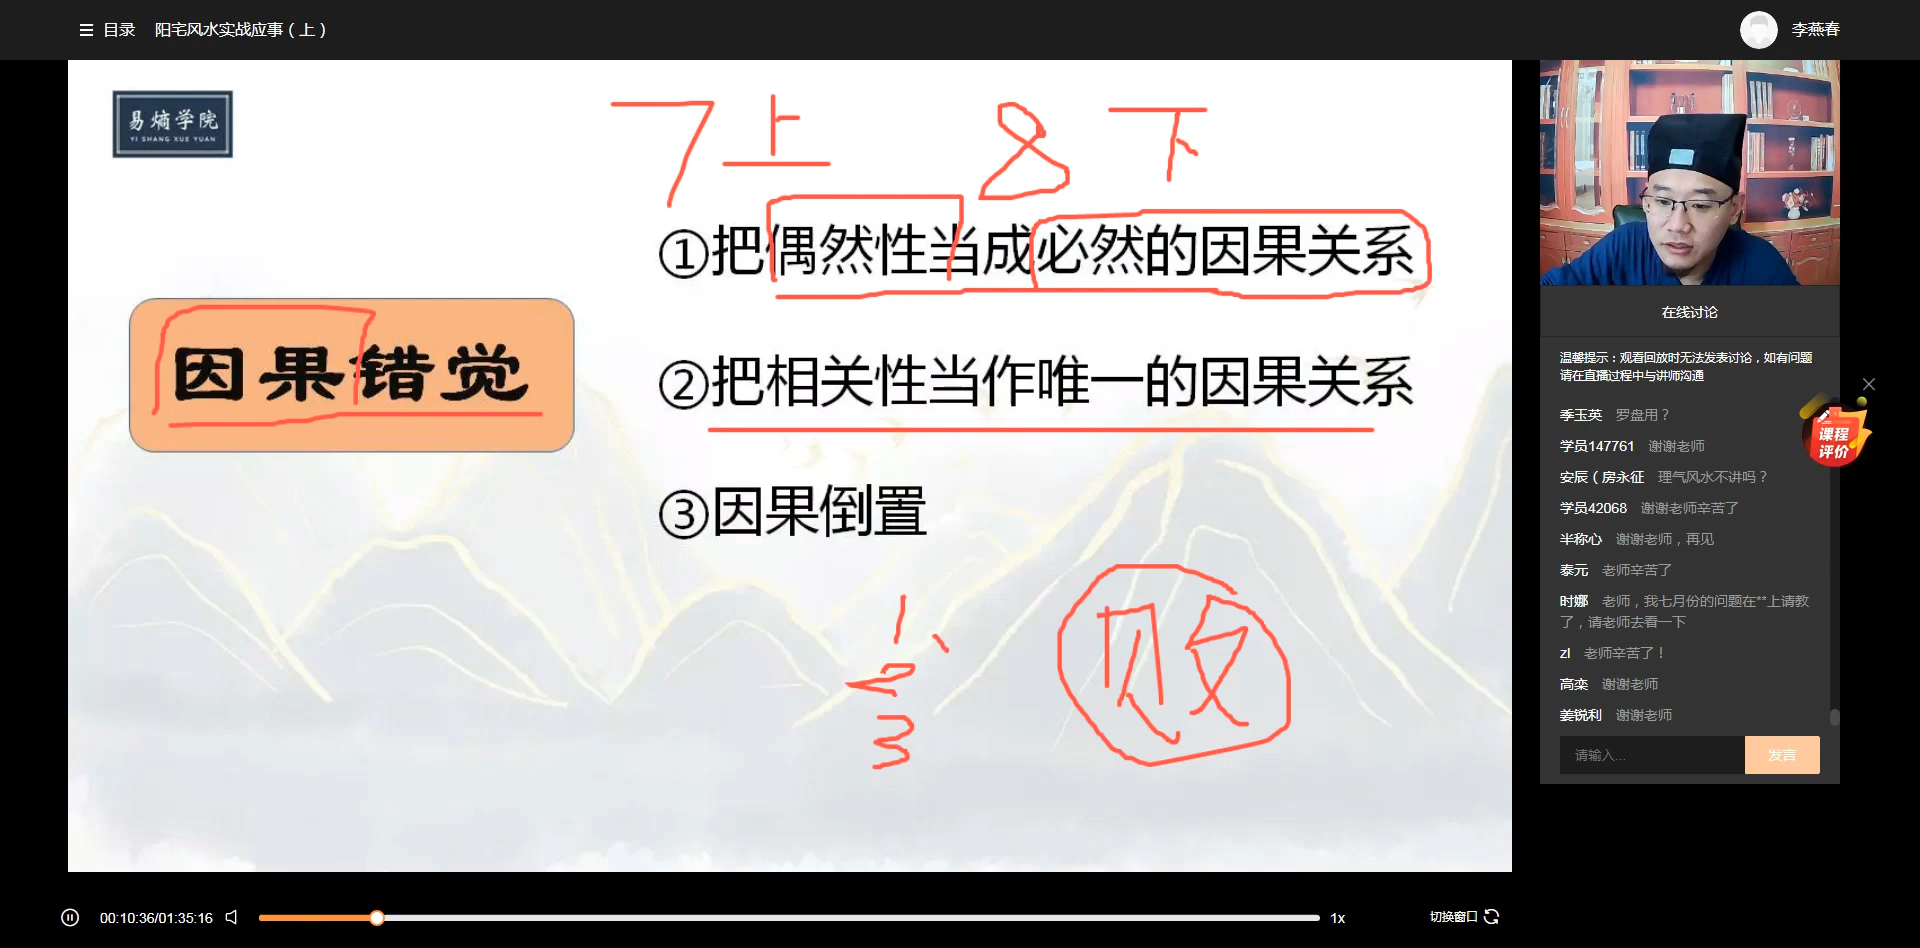 目录 阳宅风水实战应事（上）
李燕春
易熵学院
YI SHANG XUE YUAN
7上 8下
①把偶然性当成必然的因果关系
因果错觉
②把相关性当作唯一的因果关系
③因果倒置
1、
2
3
在线讨论
温馨提示：观看回放时无法发表讨论，如有问题
请在直播过程中与讲师沟通
季玉英 罗盘用？
学员147761 谢谢老师
安辰（房永征 理气风水不讲吗？
学员42068 谢谢老师辛苦了
半称心 谢谢老师，再见
泰元 老师辛苦了
时娜 老师，我七月份的问题在**上请教
了，请老师去看一下
zl 老师辛苦了！
高栾 谢谢老师
姜锐利 谢谢老师
课程
评价
请输入...
发言
00:10:36/01:35:16
1x
切换窗口